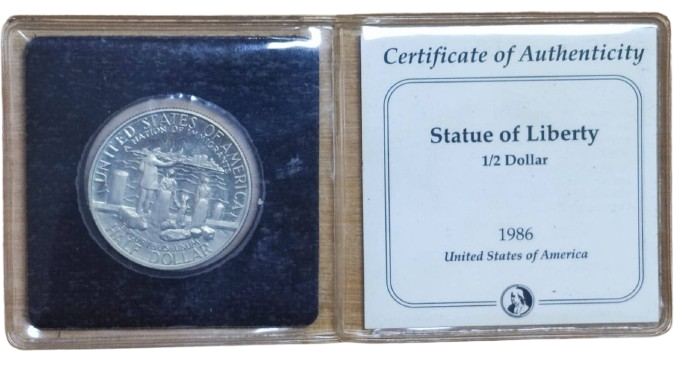 UNITED STATES OF AMERICA
A NATION OF IMMIGRANTS
HALF DOLLAR
Certificate of Authenticity
Statue of Liberty
1/2 Dollar
1986
United States of America